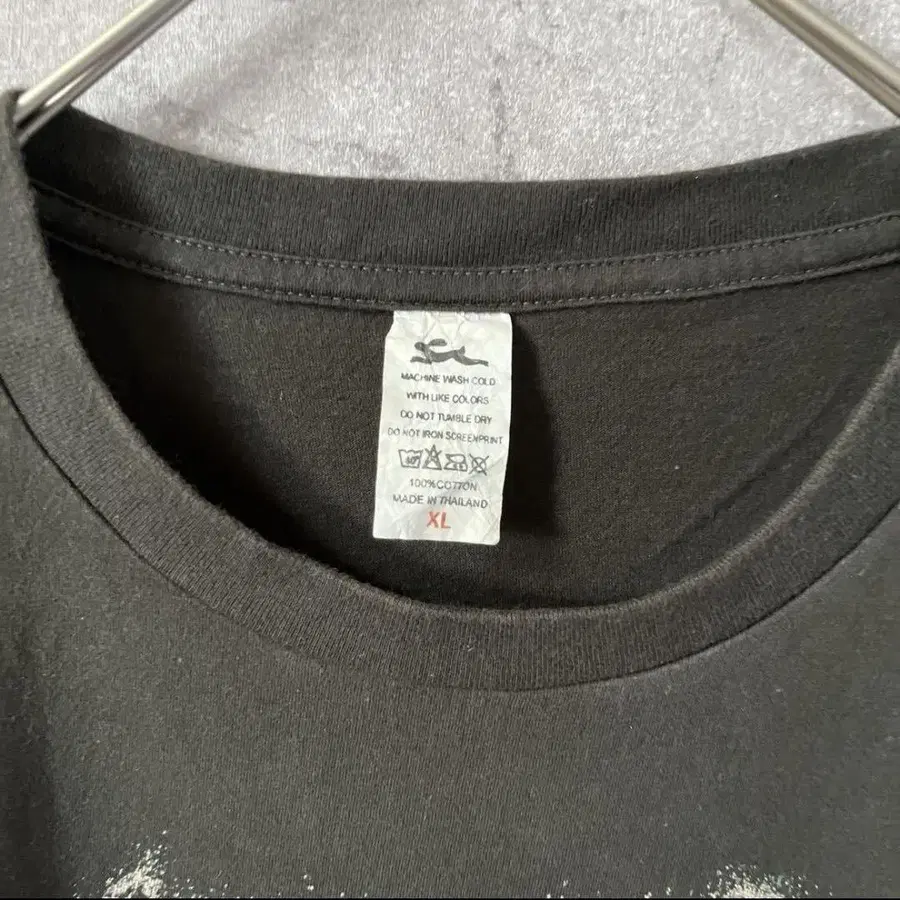 MACHINE WASH COLD
WITH LIKE COLORS
DO NOT TUMBLE DRY
DO NOT IRON SCREENPRINT
100%COTTON
MADE IN THAILAND
XL